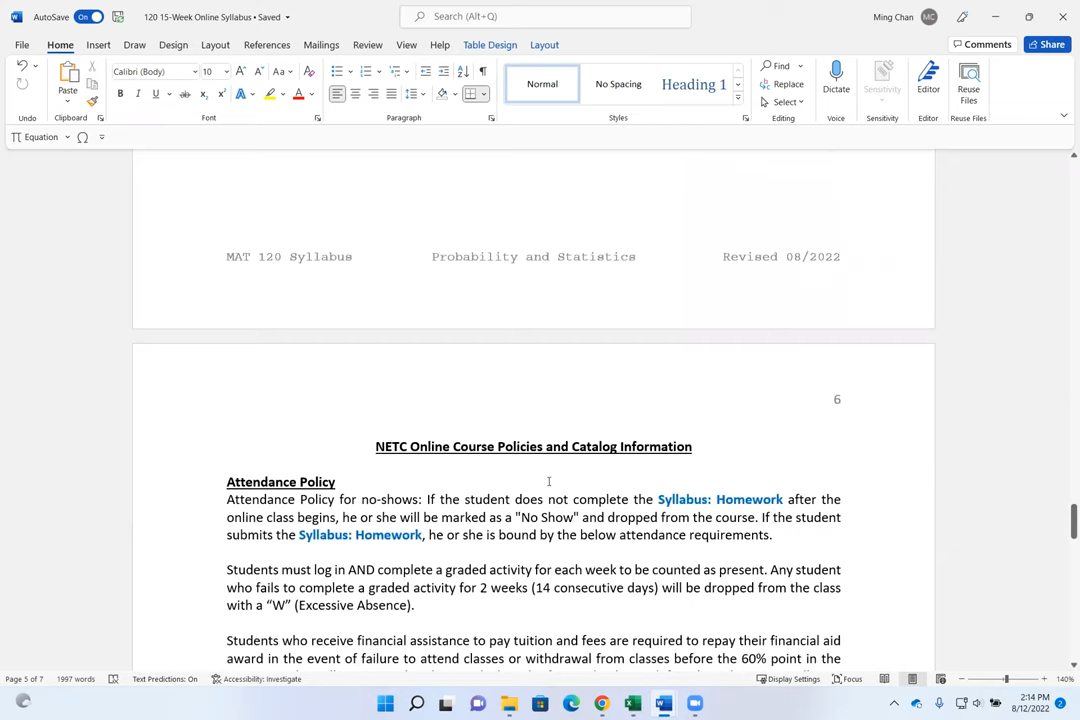 AutoSave On 120 15-Week Online Syllabus • Saved Search (Alt+Q) Ming Chan MC
File Home Insert Draw Design Layout References Mailings Review View Help Table Design Layout Comments Share
Paste Calibri (Body) 10 Normal No Spacing Heading 1 Find Replace Select Dictate Sensitivity Editor Reuse Files
Undo Clipboard Font Paragraph Styles Editing Voice Sensitivity Editor Reuse Files
Equation
MAT 120 Syllabus Probability and Statistics Revised 08/2022
6
NETC Online Course Policies and Catalog Information
Attendance Policy
Attendance Policy for no-shows: If the student does not complete the Syllabus: Homework after the
online class begins, he or she will be marked as a "No Show" and dropped from the course. If the student
submits the Syllabus: Homework, he or she is bound by the below attendance requirements.
Students must log in AND complete a graded activity for each week to be counted as present. Any student
who fails to complete a graded activity for 2 weeks (14 consecutive days) will be dropped from the class
with a “W” (Excessive Absence).
Students who receive financial assistance to pay tuition and fees are required to repay their financial aid
award in the event of failure to attend classes or withdrawal from classes before the 60% point in the
Page 5 of 7 1997 words Text Predictions: On Accessibility: Investigate Display Settings Focus 140%
2:14 PM
8/12/2022